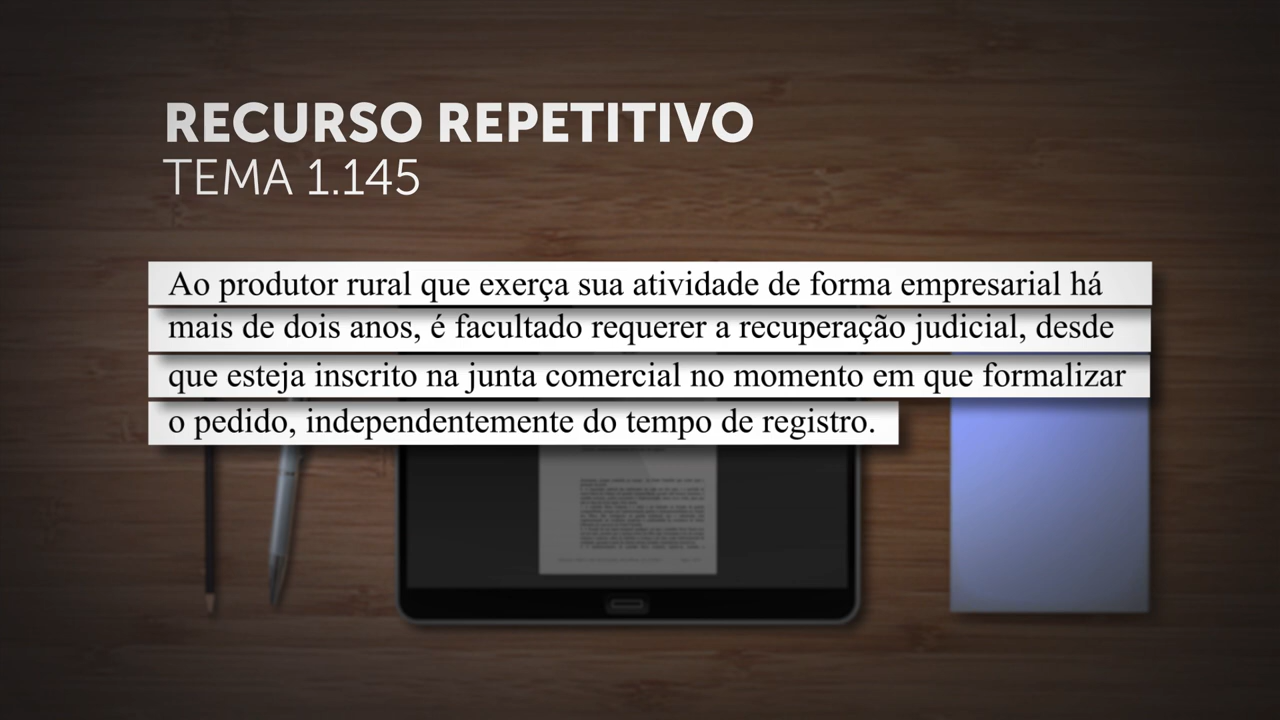 RECURSO REPETITIVO
TEMA 1.145
Ao produtor rural que exerça sua atividade de forma empresarial há
mais de dois anos, é facultado requerer a recuperação judicial, desde
que esteja inscrito na junta comercial no momento em que formalizar
o pedido, independentemente do tempo de registro.